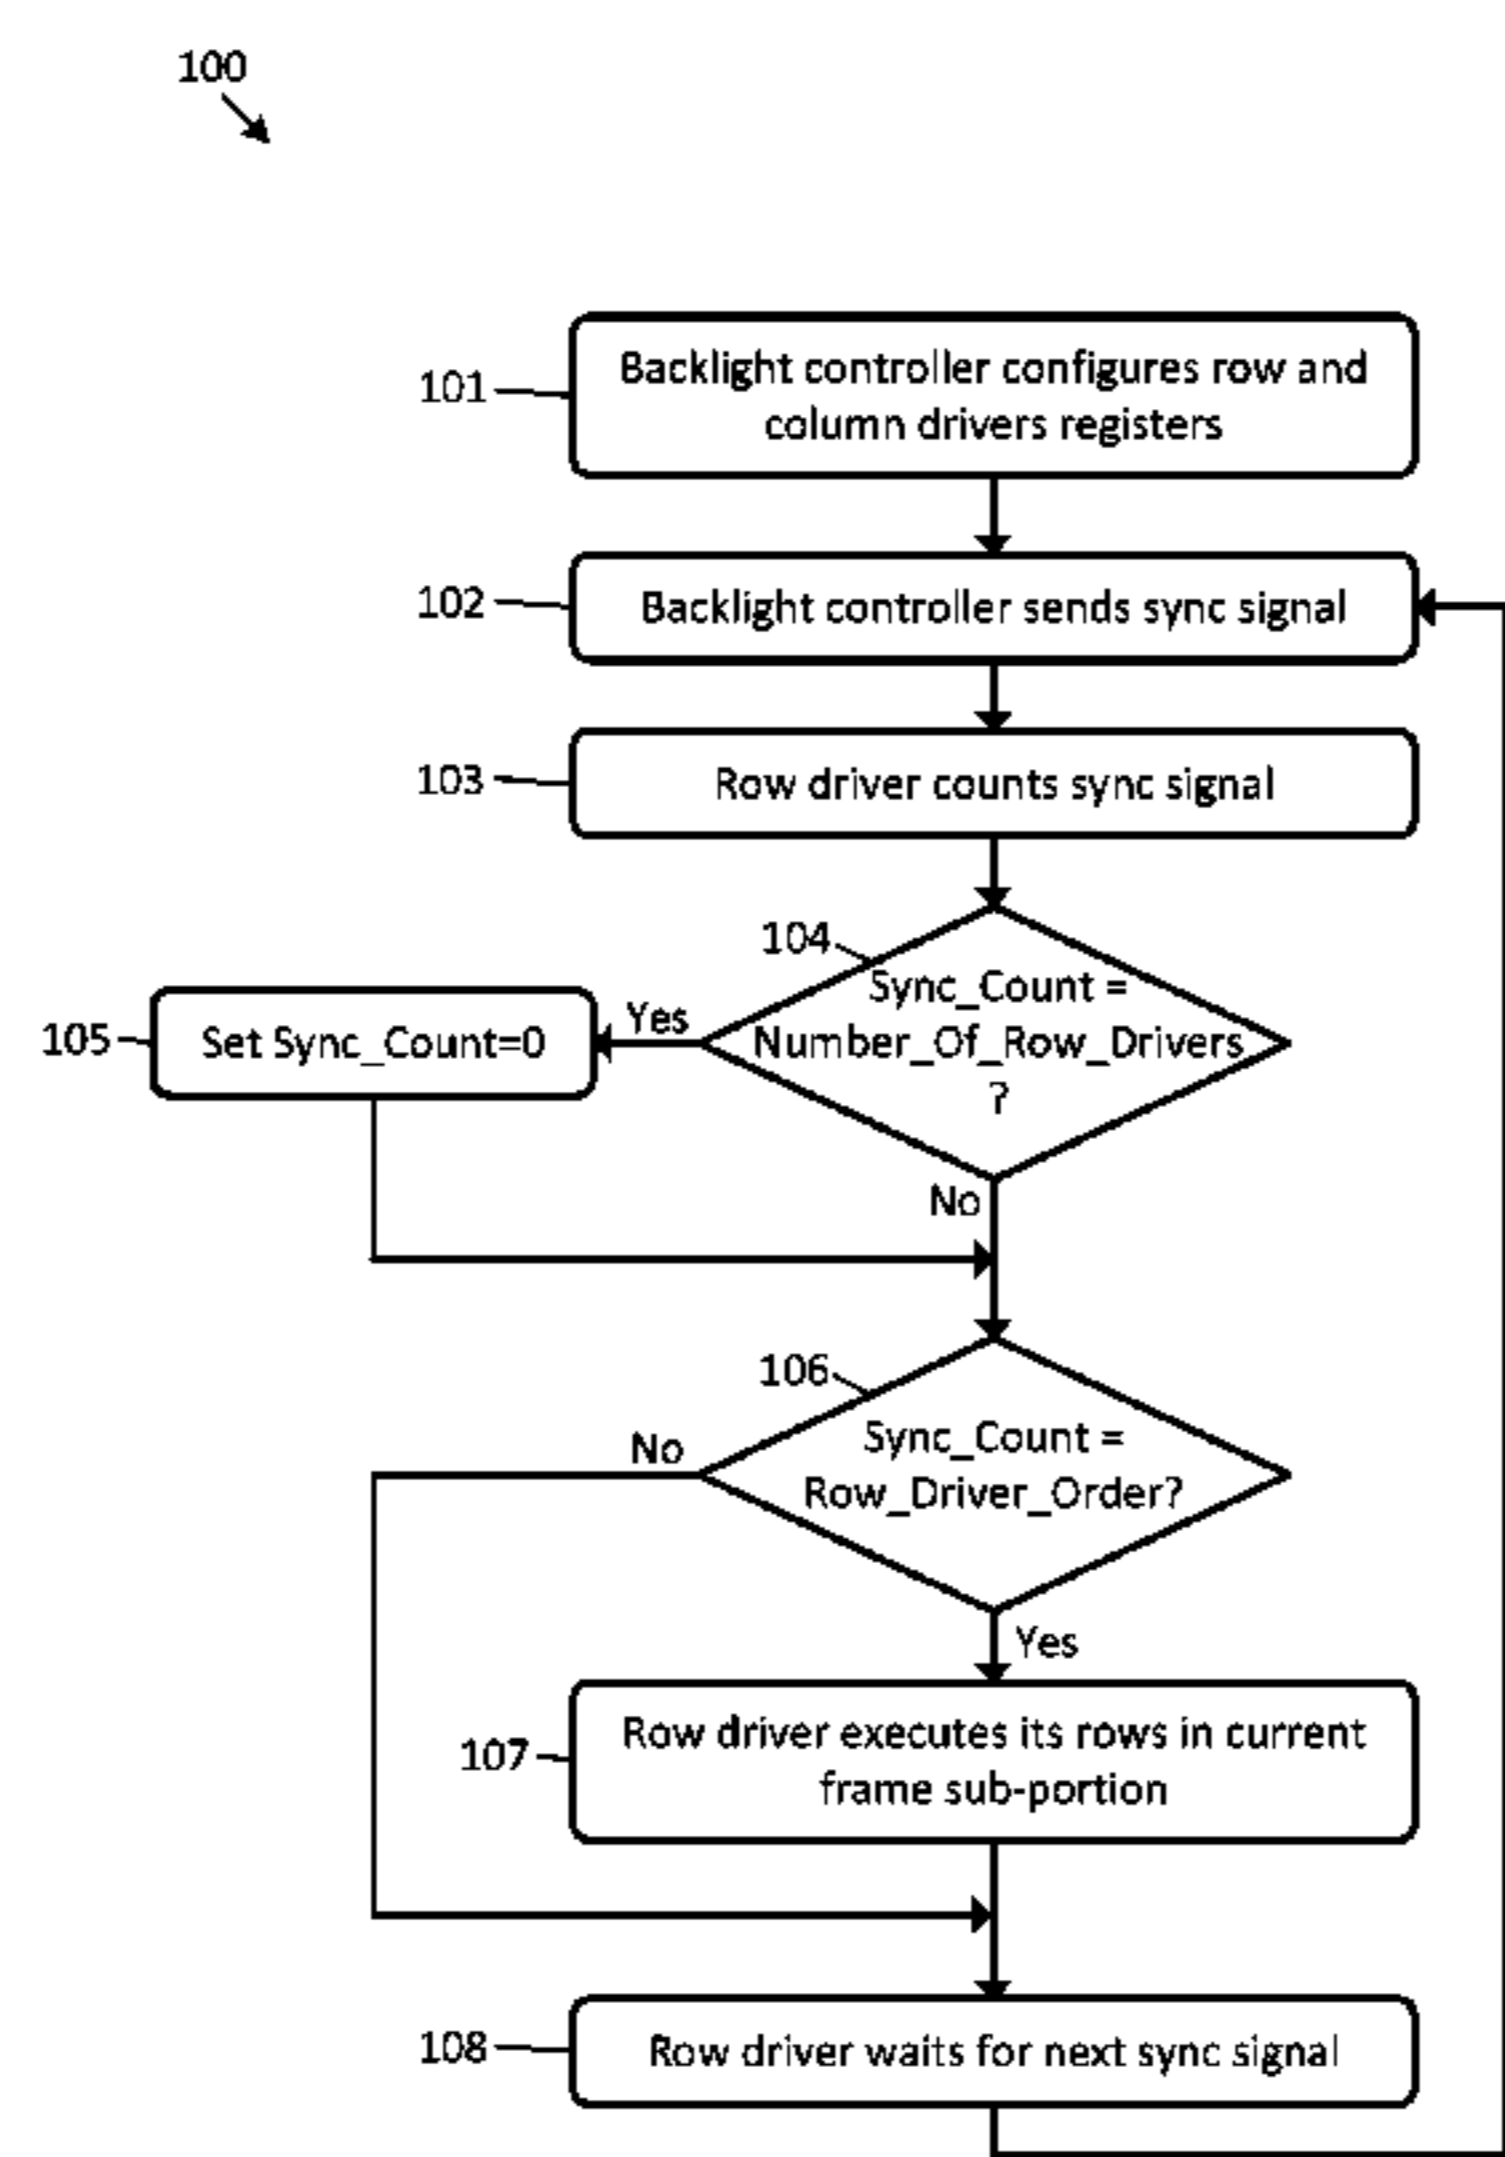 100
101
Backlight controller configures row and
column drivers registers
102
Backlight controller sends sync signal
103
Row driver counts sync signal
104
Sync_Count =
Number_Of_Row_Drivers
?
Yes
105
Set Sync_Count=0
No
106
Sync_Count =
Row_Driver_Order?
No
Yes
107
Row driver executes its rows in current
frame sub-portion
108
Row driver waits for next sync signal